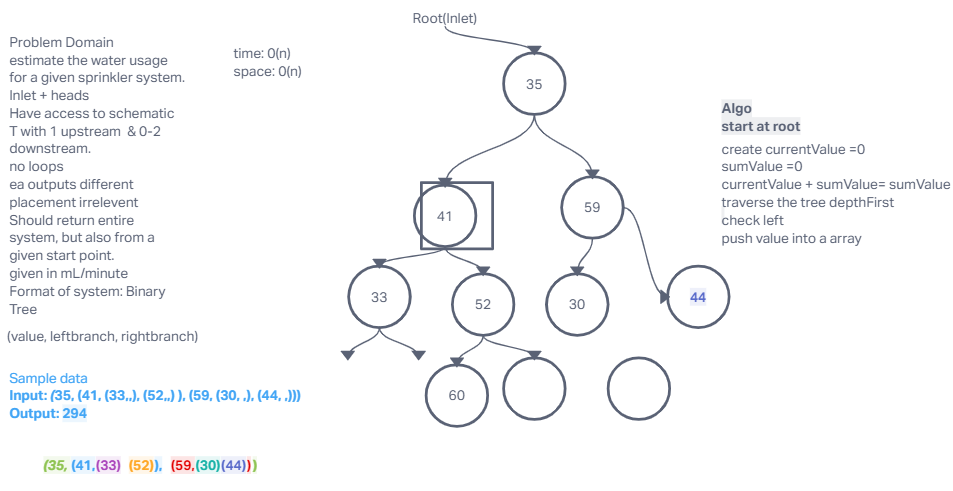 Root(Inlet)
Problem Domain
estimate the water usage
for a given sprinkler system.
Inlet + heads
Have access to schematic
T with 1 upstream & 0-2
downstream.
no loops
ea outputs different
placement irrelevent
Should return entire
system, but also from a
given start point.
given in mL/minute
Format of system: Binary
Tree
(value, leftbranch, rightbranch)
time: 0(n)
space: 0(n)
35
41
59
33
52
30
44
60
Algo
start at root
create currentValue =0
sumValue =0
currentValue + sumValue= sumValue
traverse the tree depthFirst
check left
push value into a array
Sample data
Input: (35, (41, (33,,), (52,,) ), (59, (30, ,), (44, ,)))
Output: 294
(35, (41,(33) (52)), (59,(30)(44)) )